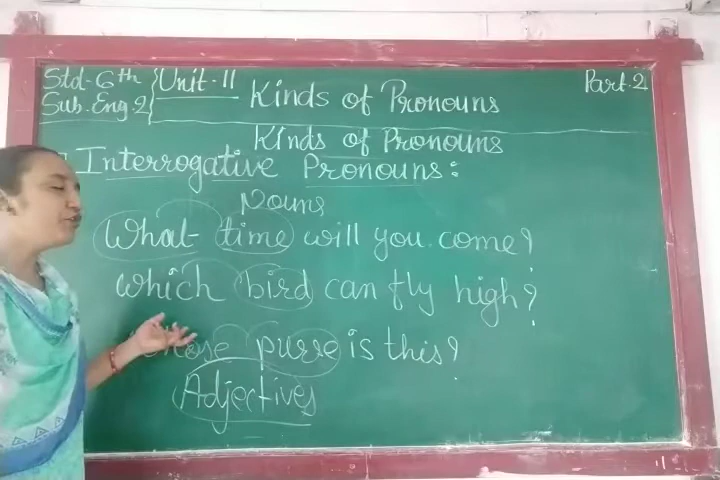 Std-6th Unit-11 Kinds of Pronouns Part-2
Sub.Eng.2
Kinds of Pronouns
Interrogative Pronouns:
Nouns
What time will you come?
which bird can fly high?
purse is this?
Adjectives